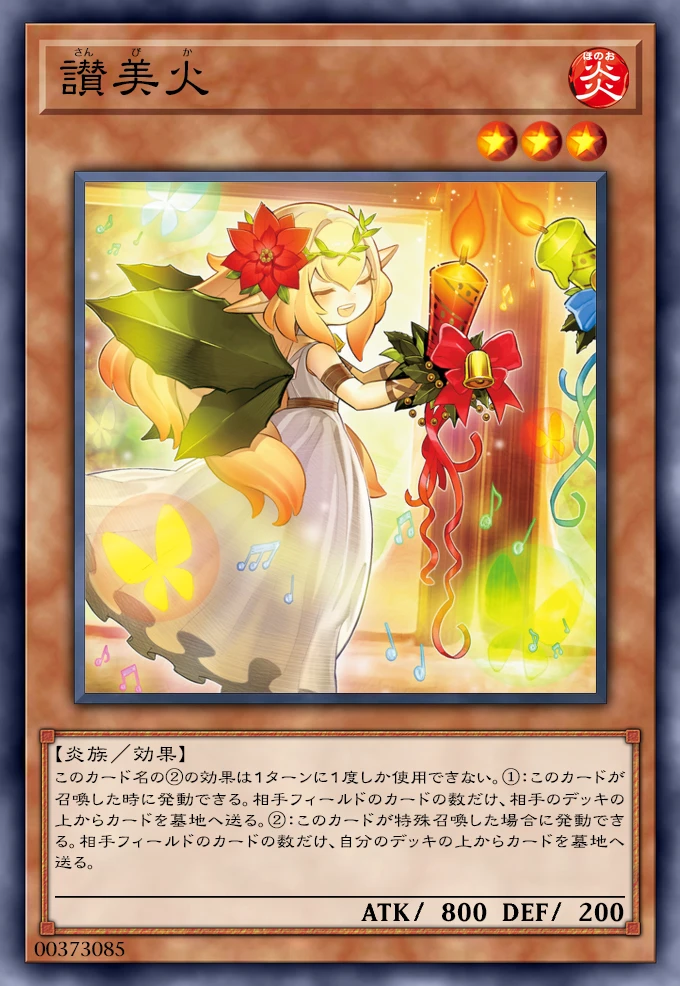 さん び か
讃美火
ほのお
炎
【炎族／効果】
このカード名の②の効果は1ターンに1度しか使用できない。①：このカードが
召喚した時に発動できる。相手フィールドのカードの数だけ、相手のデッキの
上からカードを墓地へ送る。②：このカードが特殊召喚した場合に発動でき
る。相手フィールドのカードの数だけ、自分のデッキの上からカードを墓地へ
送る。
ATK/ 800 DEF/ 200
00373085